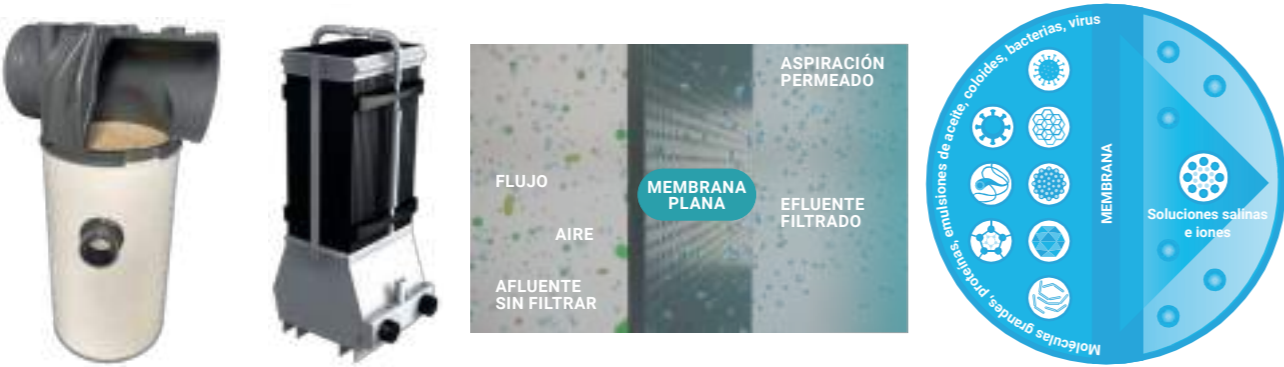 FLUJO
AIRE
AFLUENTE
SIN FILTRAR
MEMBRANA
PLANA
ASPIRACIÓN
PERMEADO
EFLUENTE
FILTRADO
Moléculas grandes, proteínas, emulsiones de aceite, coloides, bacterias, virus
MEMBRANA
Soluciones salinas
e iones